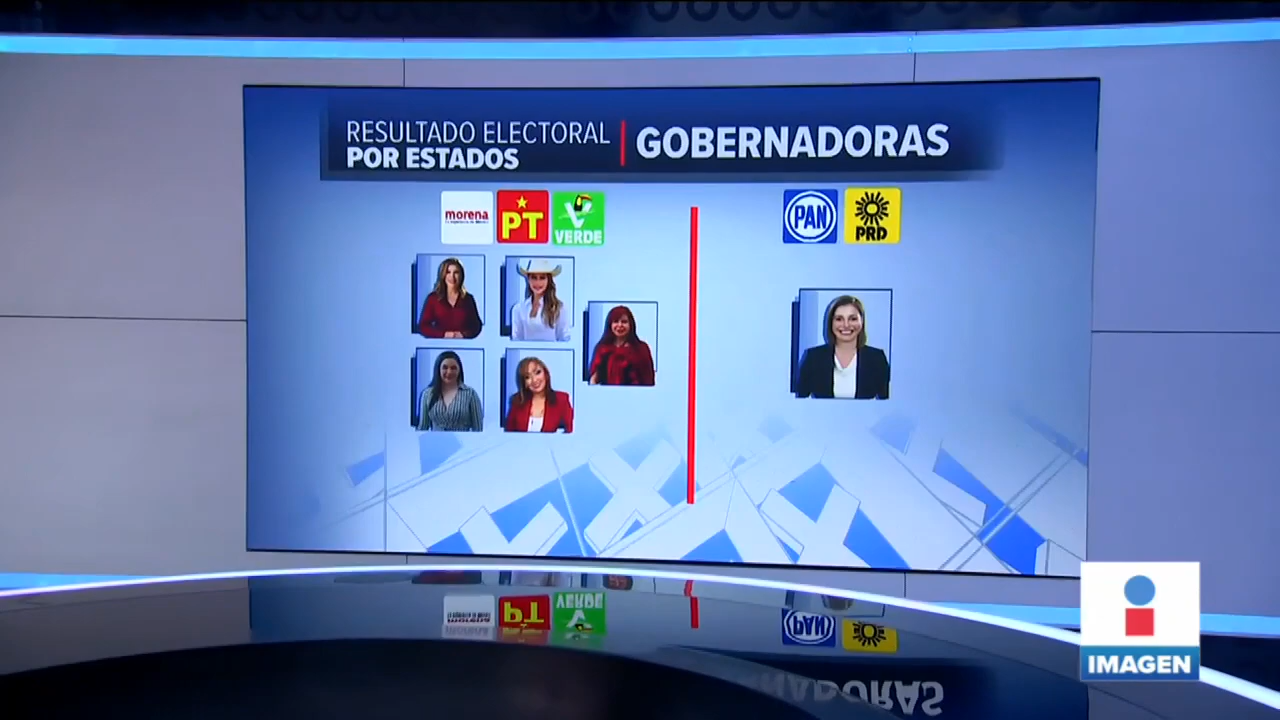 RESULTADO ELECTORAL
POR ESTADOS
GOBERNADORAS
morena
PT
VERDE
PAN
PRD
IMAGEN